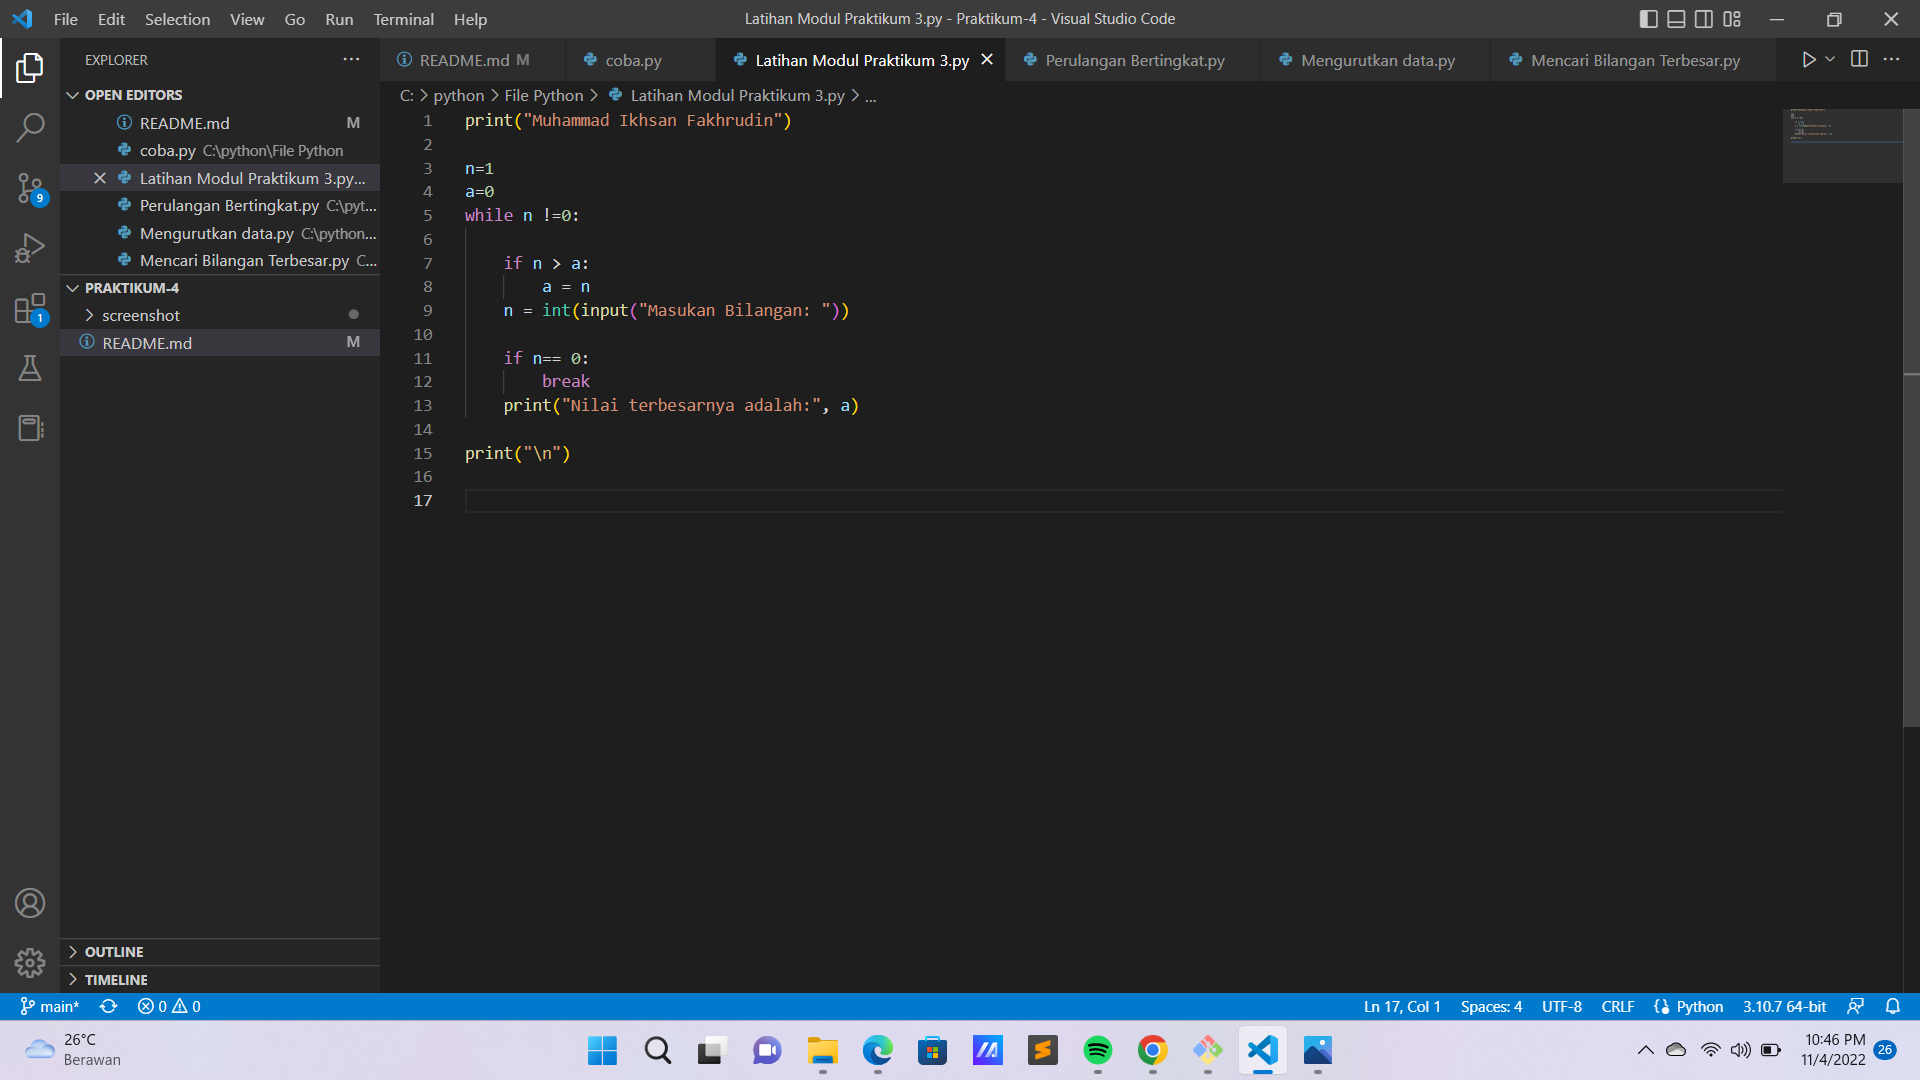 File Edit Selection View Go Run Terminal Help
Latihan Modul Praktikum 3.py - Praktikum-4 - Visual Studio Code
EXPLORER
OPEN EDITORS
README.md M
coba.py C:\python\File Python
Latihan Modul Praktikum 3.py...
Perulangan Bertingkat.py C:\pyt...
Mengurutkan data.py C:\python...
Mencari Bilangan Terbesar.py C...
PRAKTIKUM-4
screenshot
README.md M
OUTLINE
TIMELINE
9
1
README.md M
coba.py
Latihan Modul Praktikum 3.py
Perulangan Bertingkat.py
Mengurutkan data.py
Mencari Bilangan Terbesar.py
C: > python > File Python > Latihan Modul Praktikum 3.py > ...
1 print("Muhammad Ikhsan Fakhrudin")
2
3 n=1
4 a=0
5 while n !=0:
6
7     if n > a:
8         a = n
9     n = int(input("Masukan Bilangan: "))
10
11     if n== 0:
12         break
13     print("Nilai terbesarnya adalah:", a)
14
15 print("\n")
16
17
main* 0 0
Ln 17, Col 1 Spaces: 4 UTF-8 CRLF Python 3.10.7 64-bit
26°C
Berawan
10:46 PM
11/4/2022
26